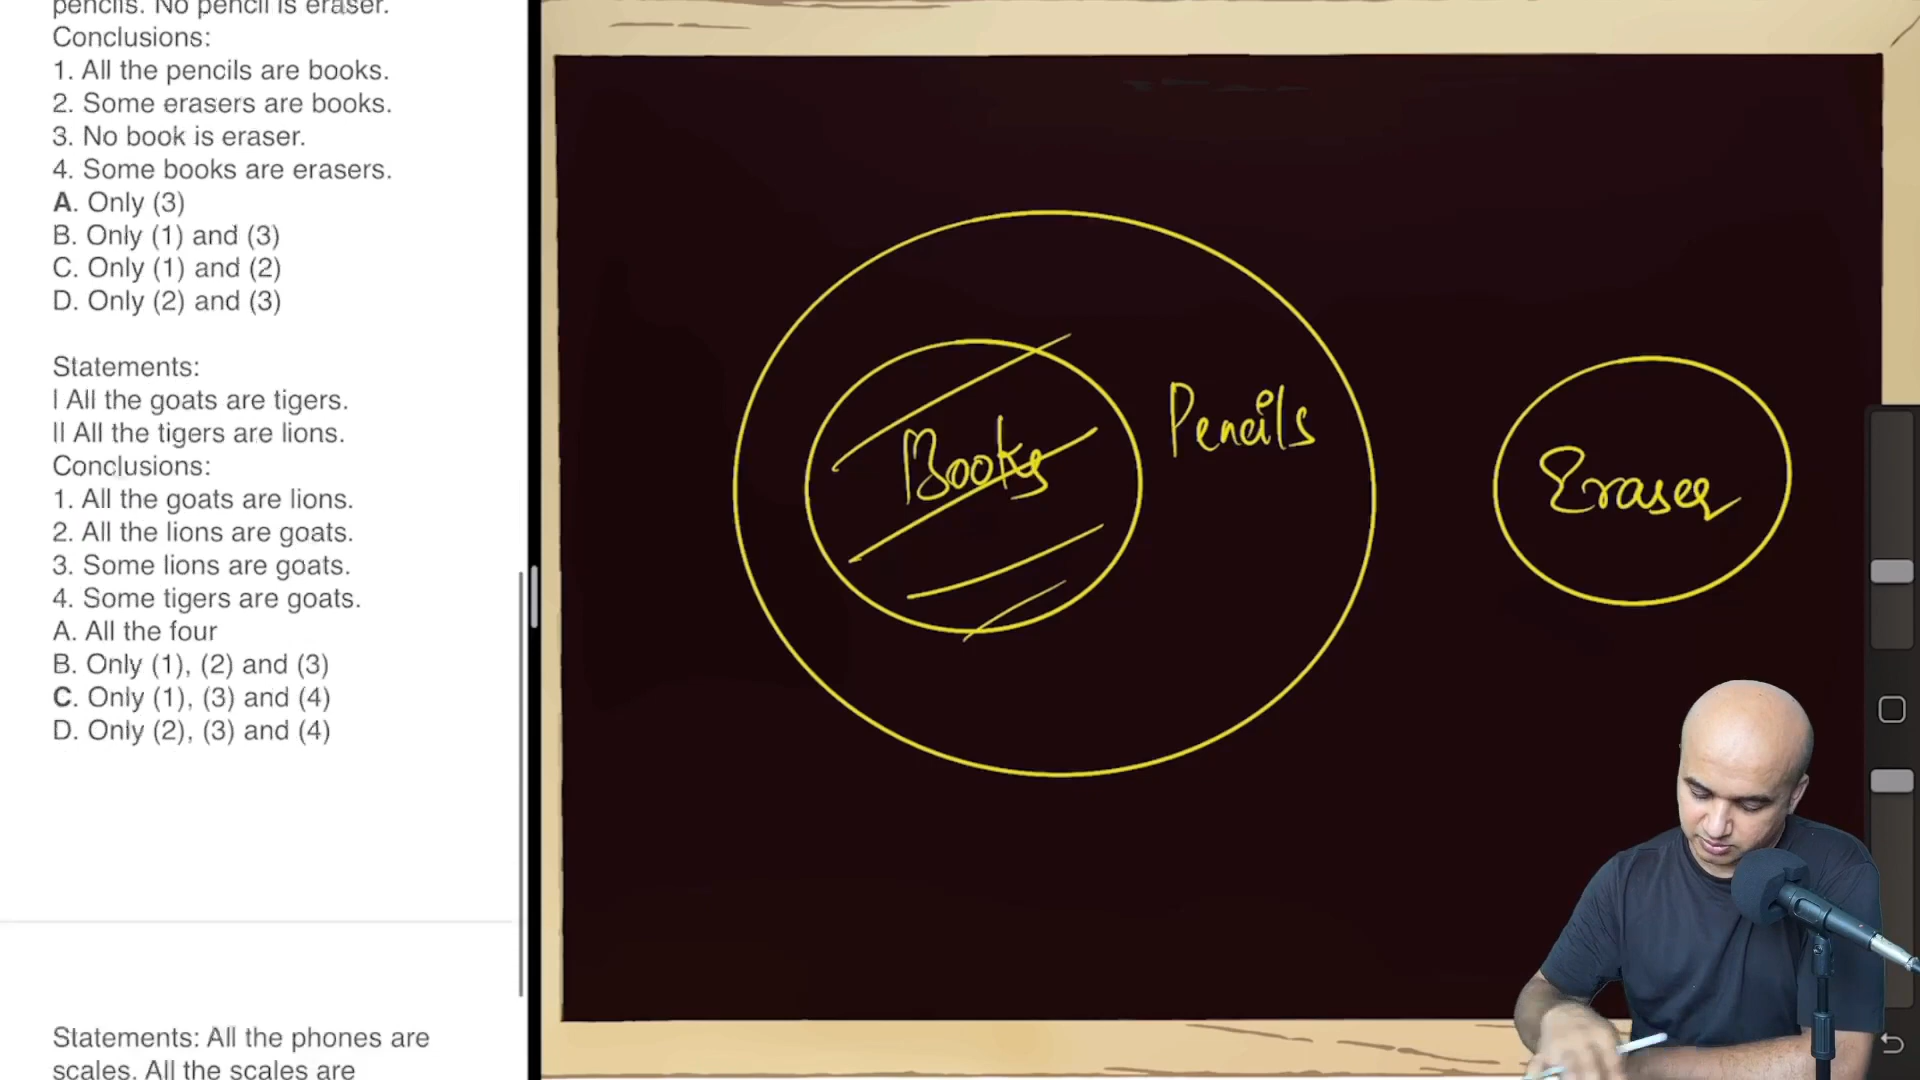 pencils. No pencil is eraser.
Conclusions:
1. All the pencils are books.
2. Some erasers are books.
3. No book is eraser.
4. Some books are erasers.
A. Only (3)
B. Only (1) and (3)
C. Only (1) and (2)
D. Only (2) and (3)
Statements:
I All the goats are tigers.
II All the tigers are lions.
Conclusions:
1. All the goats are lions.
2. All the lions are goats.
3. Some lions are goats.
4. Some tigers are goats.
A. All the four
B. Only (1), (2) and (3)
C. Only (1), (3) and (4)
D. Only (2), (3) and (4)
Statements: All the phones are
scales. All the scales are
Books
Pencils
Eraser